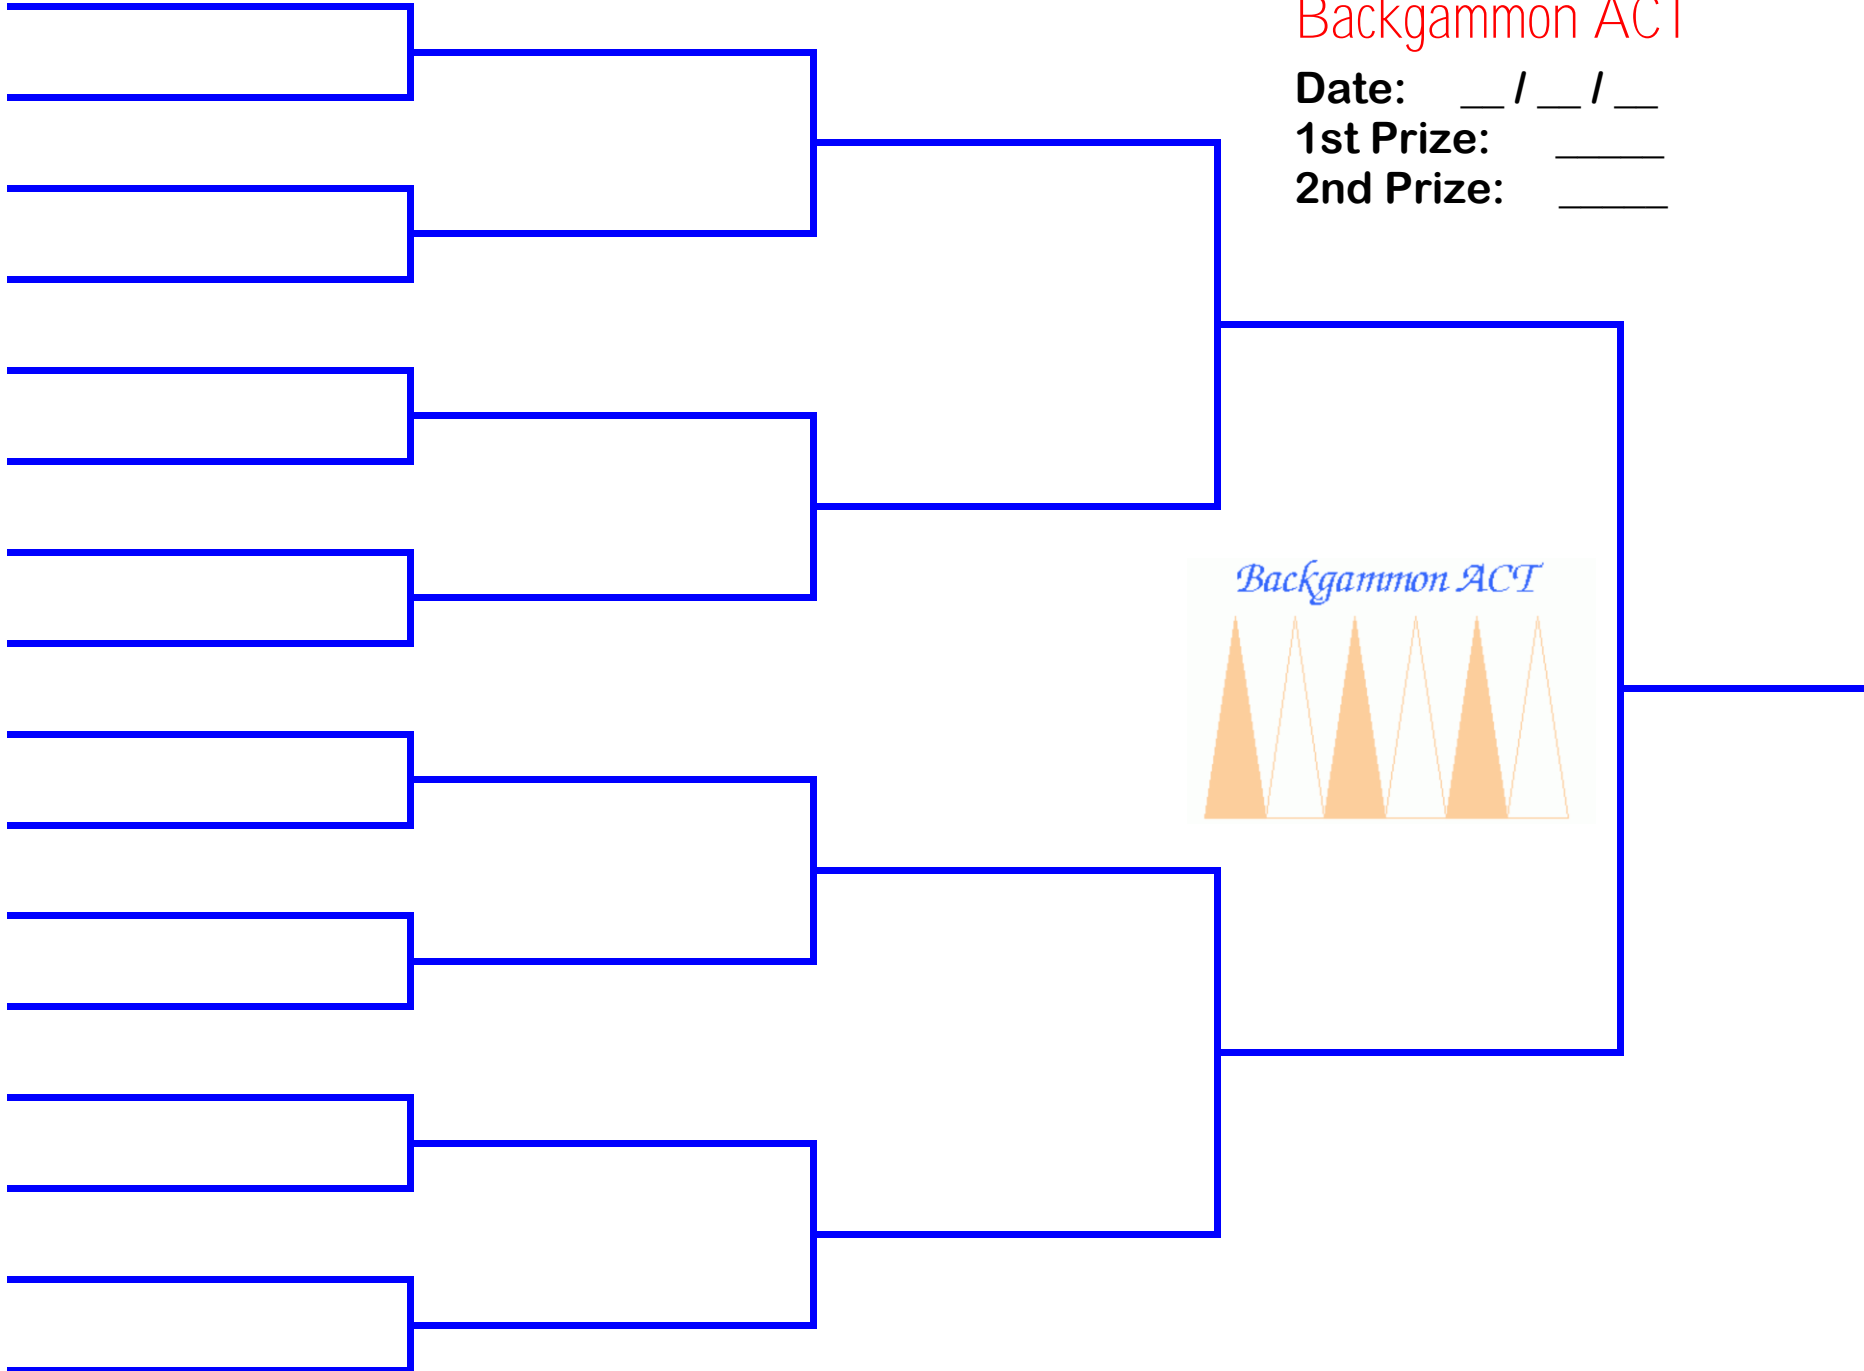 Backgammon ACT
Date: __ / __ / __
1st Prize: _____
2nd Prize: _____
Backgammon ACT